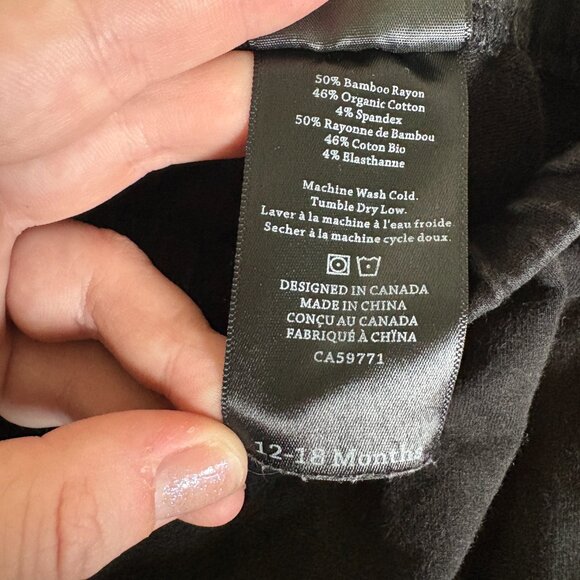 50% Bamboo Rayon
46% Organic Cotton
4% Spandex
50% Rayonne de Bambou
46% Coton Bio
4% Elasthanne
Machine Wash Cold.
Tumble Dry Low.
Laver à la machine à l'eau froide
Sécher à la machine cycle doux.
DESIGNED IN CANADA
MADE IN CHINA
CONÇU AU CANADA
FABRIQUÉ À CHÏNA
CA59771
12-18 Months